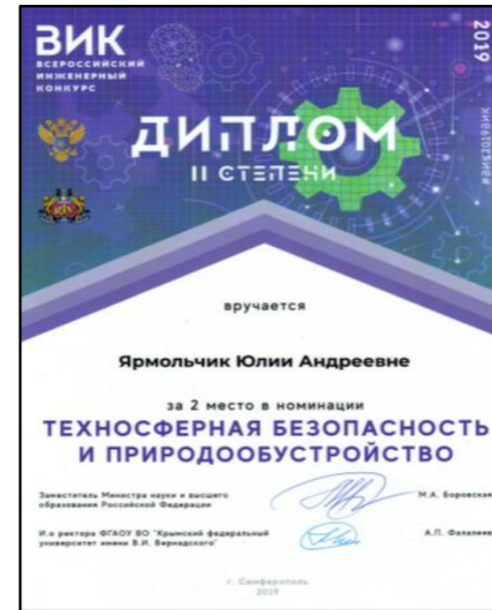 ВИК
ВСЕРОССИЙСКИЙ
ИНЖЕНЕРНЫЙ
КОНКУРС
2019
#ВИК2019ВИК
ДИПЛОМ
II СТЕПЕНИ
вручается
Ярмольчик Юлии Андреевне
за 2 место в номинации
ТЕХНОСФЕРНАЯ БЕЗОПАСНОСТЬ
И ПРИРОДООБУСТРОЙСТВО
Заместитель Министра науки и высшего
образования Российской Федерации
М.А. Боровская
И.о ректора ФГАОУ ВО "Крымский федеральный
университет имени В.И. Вернадского"
А.П. Фалалеев
г. Симферополь
2019